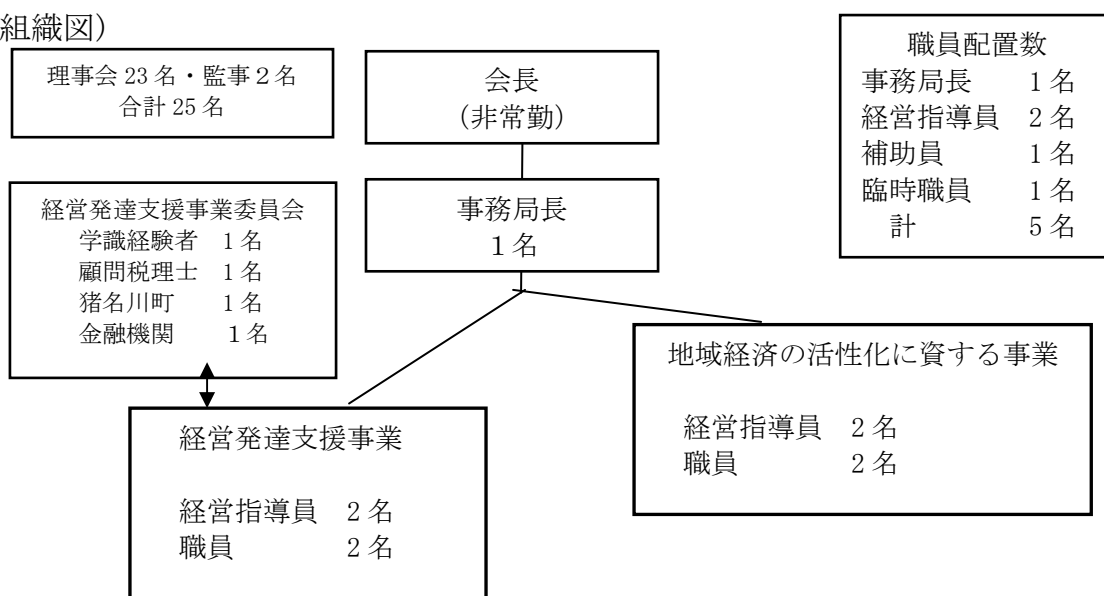 組織図)
理事会 23 名・監事 2 名
合計 25 名
会長
(非常勤)
職員配置数
事務局長 1 名
経営指導員 2 名
補助員 1 名
臨時職員 1 名
計 5 名
経営発達支援事業委員会
学識経験者 1 名
顧問税理士 1 名
猪名川町 1 名
金融機関 1 名
事務局長
1 名
地域経済の活性化に資する事業
経営指導員 2 名
職員 2 名
経営発達支援事業
経営指導員 2 名
職員 2 名